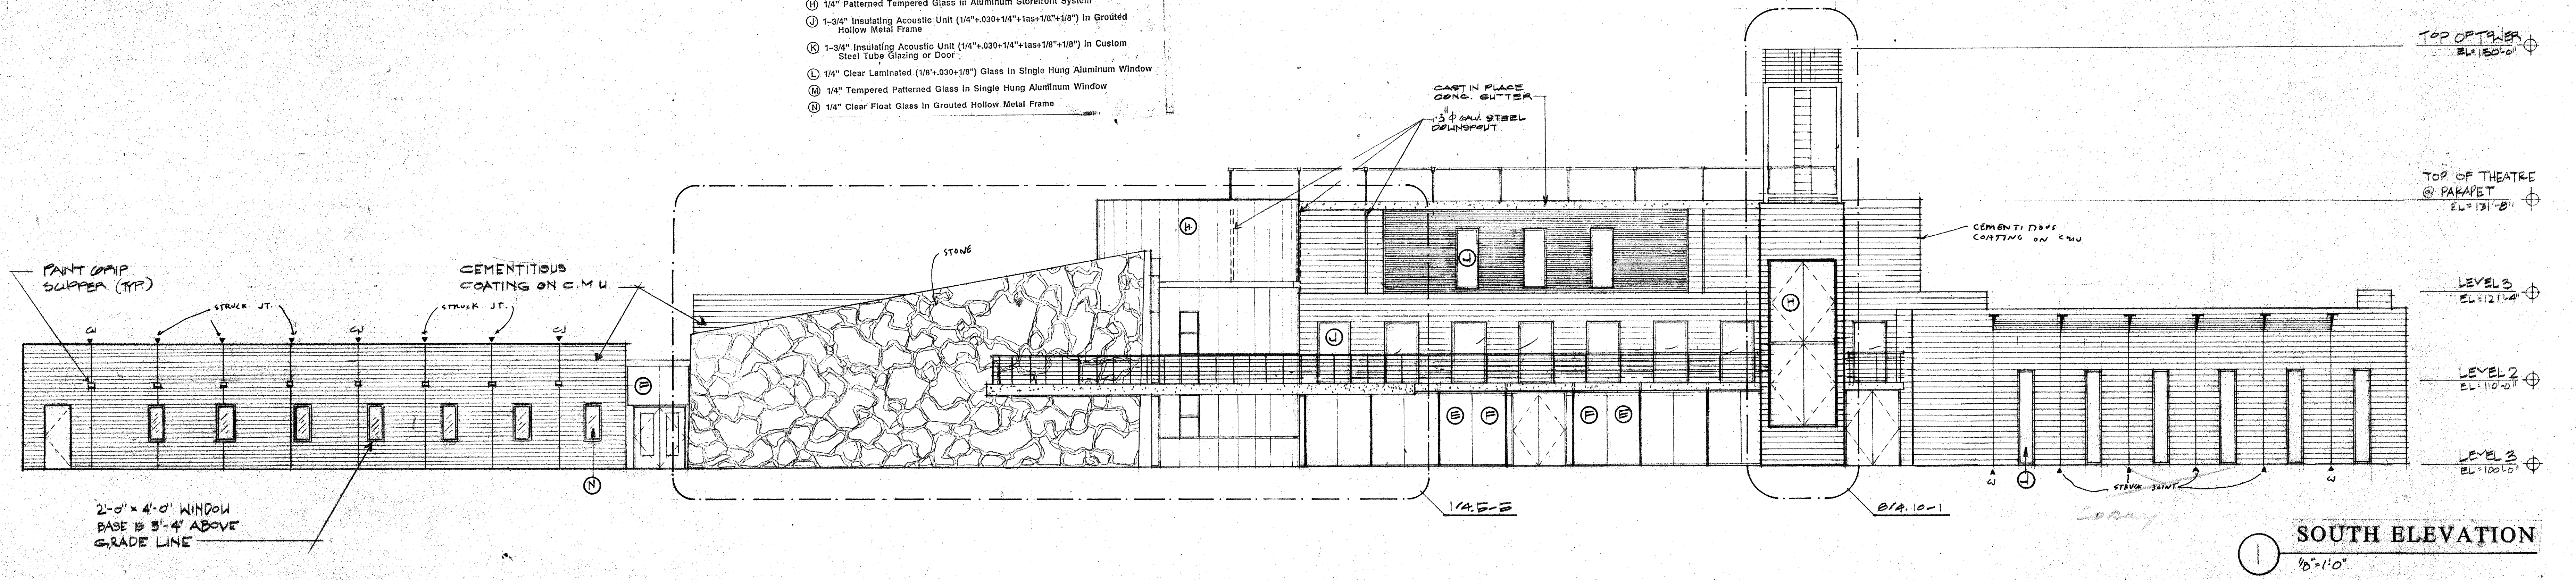 (H) 1/4" Patterned Tempered Glass in Aluminum Storefront System
(J) 1-3/4" Insulating Acoustic Unit (1/4"+.030+1/4"+1as+1/8"+1/8") in Grouted
Hollow Metal Frame
(K) 1-3/4" Insulating Acoustic Unit (1/4"+.030+1/4"+1as+1/8"+1/8") in Custom
Steel Tube Glazing or Door
(L) 1/4" Clear Laminated (1/8"+.030+1/8") Glass in Single Hung Aluminum Window
(M) 1/4" Tempered Patterned Glass in Single Hung Aluminum Window
(N) 1/4" Clear Float Glass in Grouted Hollow Metal Frame
TOP OF TOWER
EL=150'-0"
CAST IN PLACE
CONC. GUTTER
3" Φ GALV. STEEL
DOWNSPOUT
TOP OF THEATRE
@ PARAPET
EL=131'-8"
CEMENTITIOUS
COATING ON CMU
H
STONE
J
PAINT GRIP
SCUPPER (TYP.)
CEMENTITIOUS
COATING ON C.M.U.
STRUCK JT.
STRUCK JT.
LEVEL 3
EL=121'-4"
H
CJ
CJ
CJ
J
LEVEL 2
EL=110'-0"
F
E F F E
LEVEL 3
EL=100'-0"
N
CJ
STRUCK JOINT
CJ
2'-0" x 4'-0" WINDOW
BASE IS 3'-4" ABOVE
GRADE LINE
1/4.5-5
8/4.10-1
1 SOUTH ELEVATION
1/8"=1'-0"